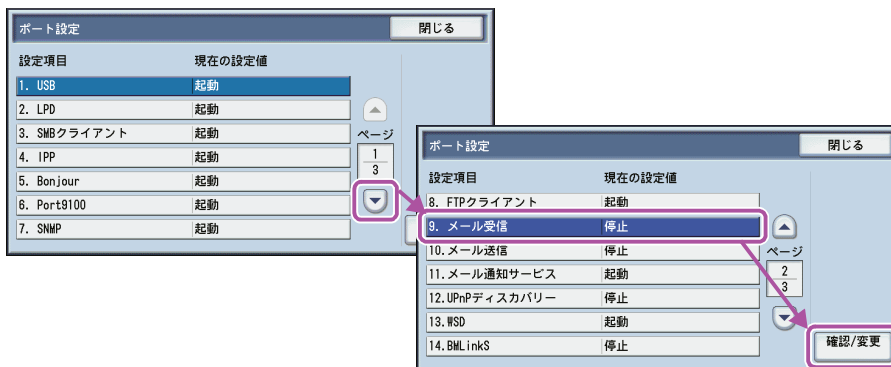 ポート設定 閉じる
設定項目 現在の設定値
1. USB 起動
2. LPD 起動
3. SMBクライアント 起動
4. IPP 起動
5. Bonjour 起動
6. Port9100 起動
7. SNMP 起動
ページ
1
3
ポート設定 閉じる
設定項目 現在の設定値
8. FTPクライアント 起動
9. メール受信 停止
10.メール送信 停止
11.メール通知サービス 起動
12.UPnPディスカバリー 停止
13.WSD 起動
14.BMLinkS 停止
ページ
2
3
確認/変更